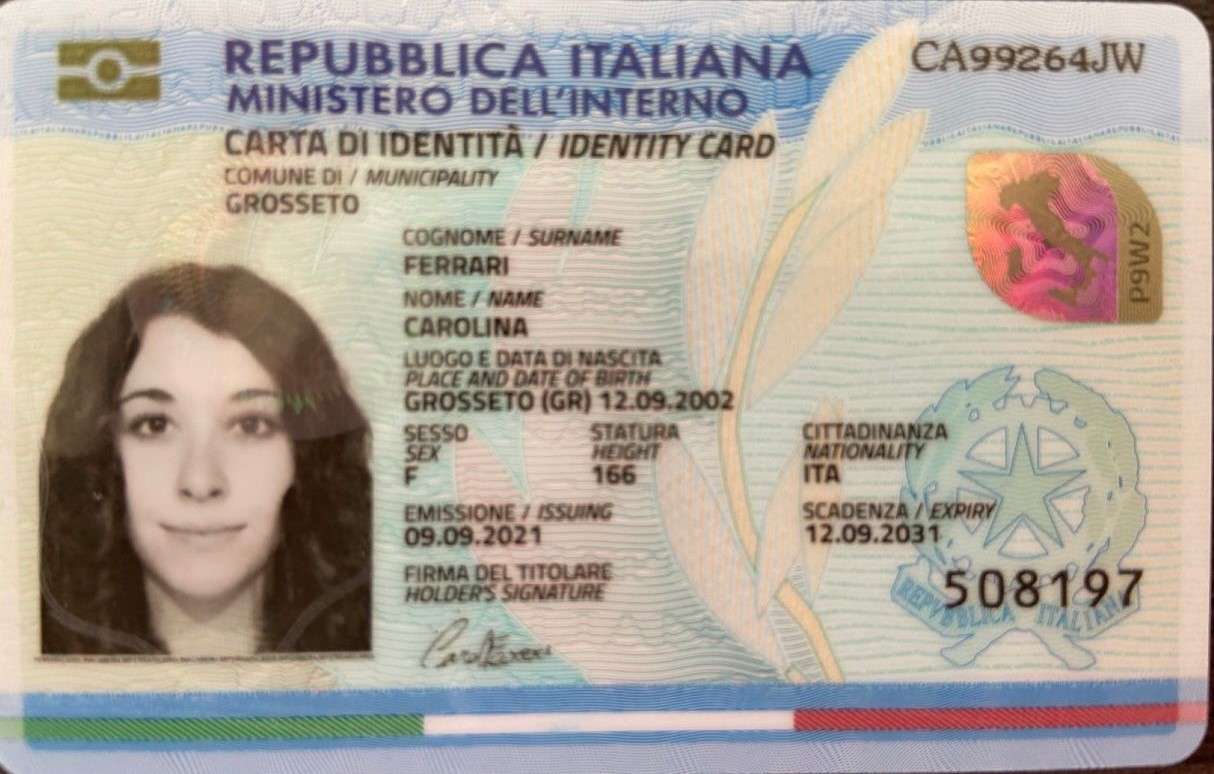 REPUBBLICA ITALIANA
CA99264JW
MINISTERO DELL'INTERNO
CARTA DI IDENTITÀ / IDENTITY CARD
COMUNE DI / MUNICIPALITY
GROSSETO
P9W2
COGNOME / SURNAME
FERRARI
NOME / NAME
CAROLINA
LUOGO E DATA DI NASCITA
PLACE AND DATE OF BIRTH
GROSSETO (GR) 12.09.2002
SESSO STATURA CITTADINANZA
SEX HEIGHT NATIONALITY
F 166 ITA
EMISSIONE / ISSUING SCADENZA / EXPIRY
09.09.2021 12.09.2031
FIRMA DEL TITOLARE
HOLDER'S SIGNATURE
508197
REPVBBLICA ITALIANA